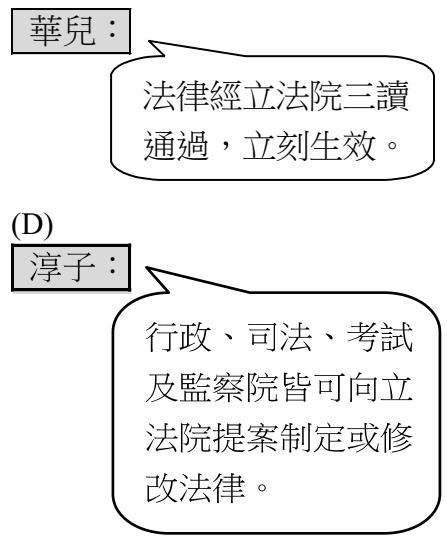 華兒：
法律經立法院三讀
通過，立刻生效。
(D)
淳子：
行政、司法、考試
及監察院皆可向立
法院提案制定或修
改法律。